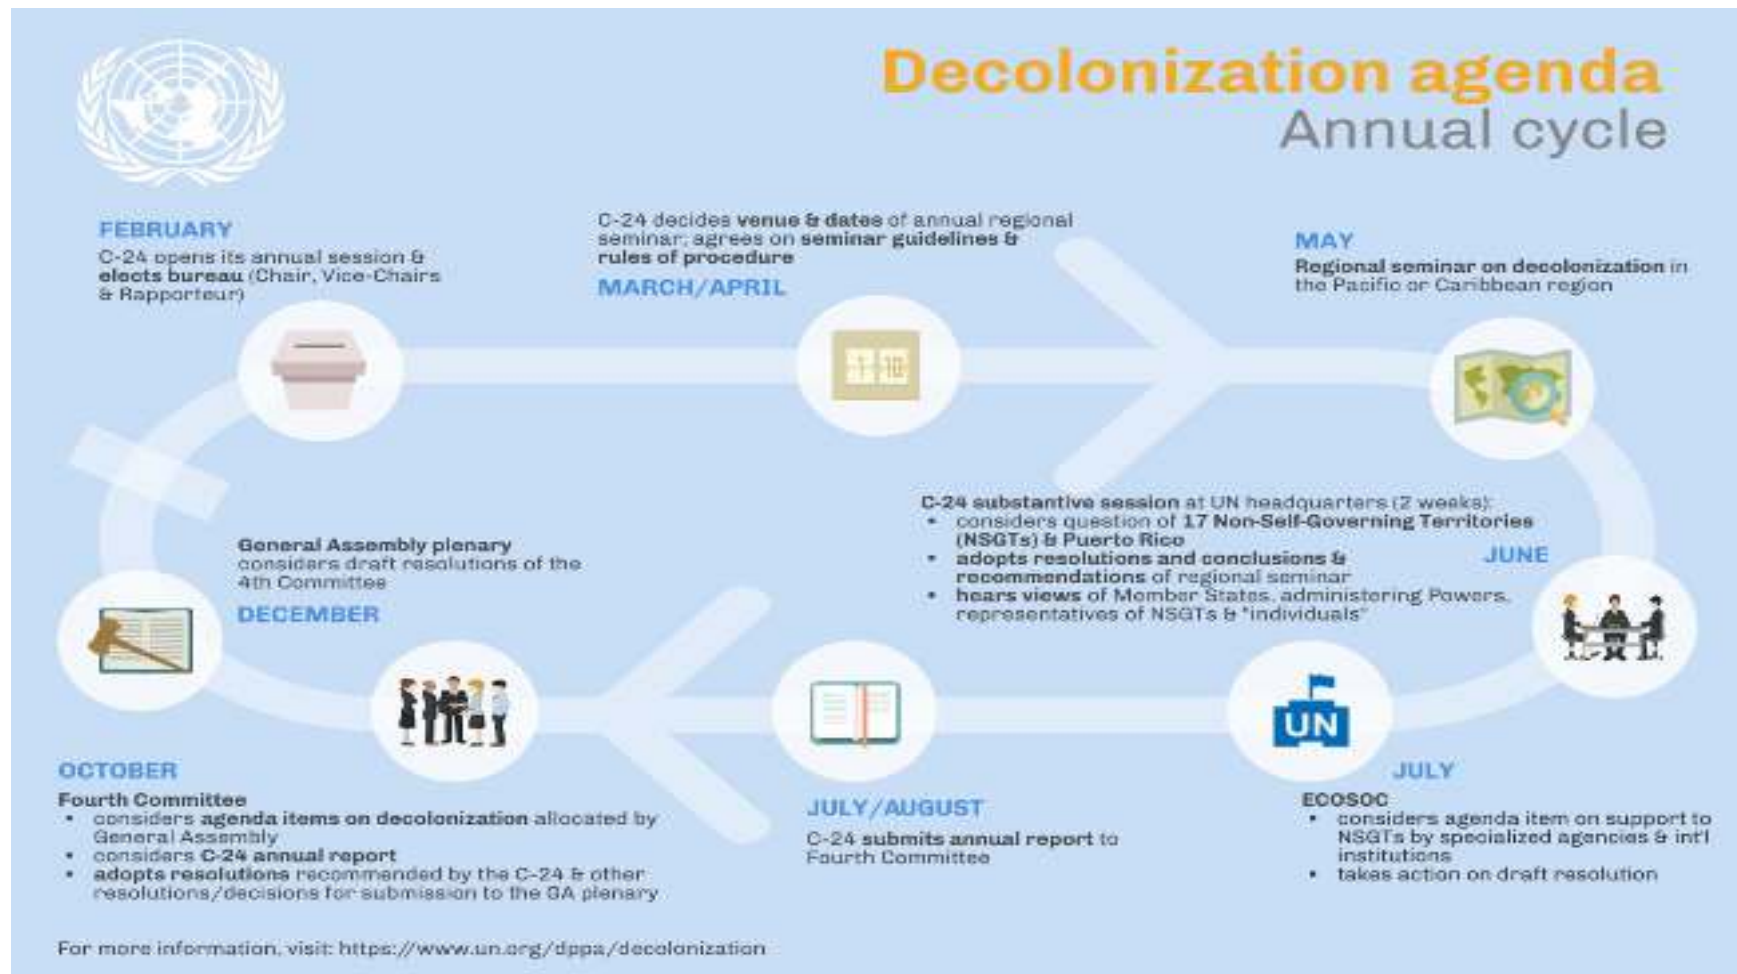 Decolonization agenda
Annual cycle
FEBRUARY
C-24 opens its annual session &
elects bureau (Chair, Vice-Chairs
& Rapporteur)
C-24 decides venue & dates of annual regional
seminar; agrees on seminar guidelines &
rules of procedure
MARCH/APRIL
MAY
Regional seminar on decolonization in
the Pacific or Caribbean region
1 10
C-24 substantive session at UN headquarters (2 weeks):
• considers question of 17 Non-Self-Governing Territories
(NSGTs) & Puerto Rico
• adopts resolutions and conclusions &
recommendations of regional seminar
• hears views of Member States, administering Powers,
representatives of NSGTs & "individuals"
JUNE
General Assembly plenary
considers draft resolutions of the
4th Committee
DECEMBER
UN
OCTOBER
Fourth Committee
• considers agenda items on decolonization allocated by
General Assembly
• considers C-24 annual report
• adopts resolutions recommended by the C-24 & other
resolutions/decisions for submission to the GA plenary
JULY/AUGUST
C-24 submits annual report to
Fourth Committee
JULY
ECOSOC
• considers agenda item on support to
NSGTs by specialized agencies & int'l
institutions
• takes action on draft resolution
For more information, visit: https://www.un.org/dppa/decolonization